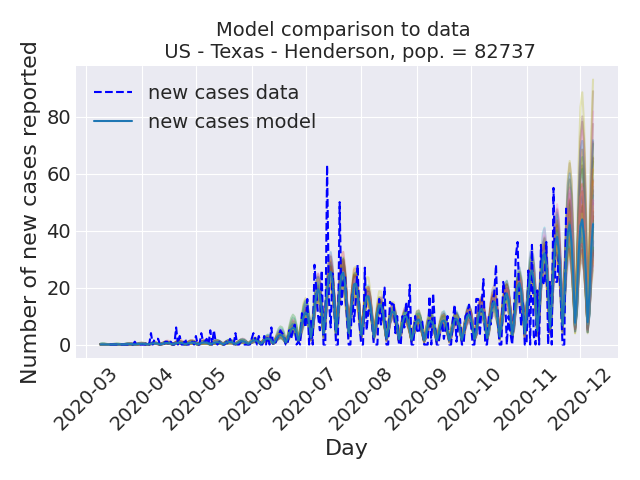 Model comparison to data
US - Texas - Henderson, pop. = 82737
Number of new cases reported
new cases data
new cases model
80
60
40
20
0
2020-03
2020-04
2020-05
2020-06
2020-07
2020-08
2020-09
2020-10
2020-11
2020-12
Day